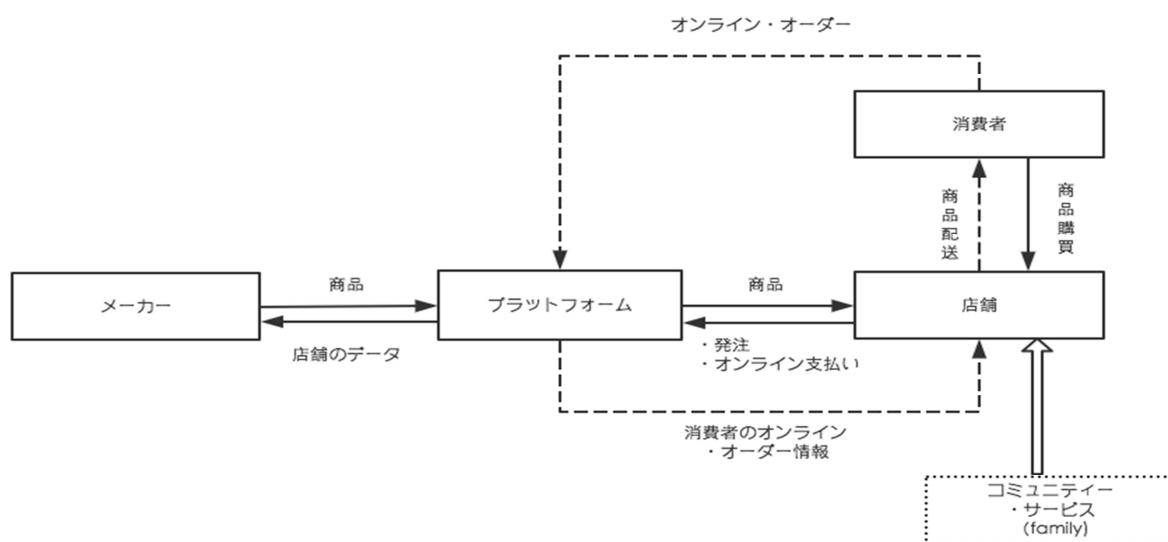 オンライン・オーダー
消費者
商品配送
商品購買
メーカー
商品
プラットフォーム
商品
店舗
店舗のデータ
・発注
・オンライン支払い
消費者のオンライン
・オーダー情報
コミュニティー
・サービス
(family)